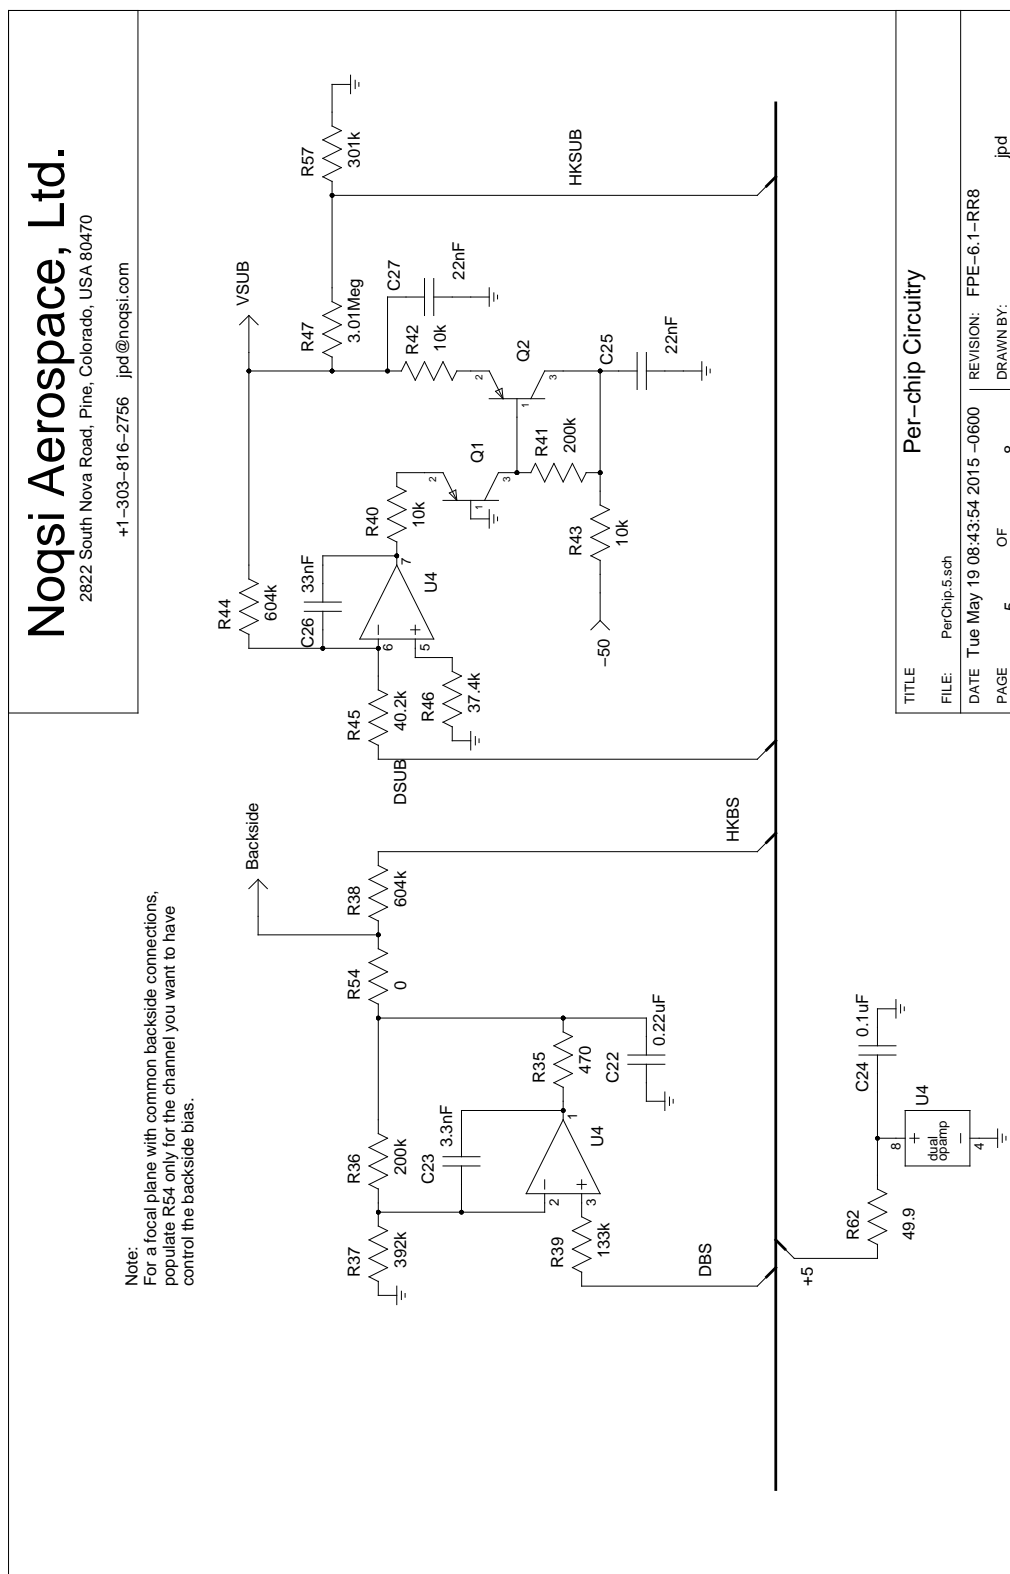 Noqsi Aerospace, Ltd.
2822 South Nova Road, Pine, Colorado, USA 80470
+1−303−816−2756 jpd@noqsi.com
Note:
For a focal plane with common backside connections,
populate R54 only for the channel you want to have
control the backside bias.
Backside
R37
392k
R36
200k
C23
3.3nF
R54
0
R38
604k
2
3
1
U4
R39
133k
R35
470
C22
0.22uF
DBS
HKBS
R44
604k
VSUB
C26
33nF
R45
40.2k
DSUB
R46
37.4k
6
5
7
U4
R40
10k
2
1
3
Q1
R47
3.01Meg
R57
301k
R42
10k
C27
22nF
2
1
3
Q2
R41
200k
R43
10k
−50
C25
22nF
HKSUB
+5
R62
49.9
C24
0.1uF
8
4
+
−
dual
opamp
U4
TITLE
Per−chip Circuitry
FILE: PerChip.5.sch
REVISION: FPE−6.1−RR8
DATE Tue May 19 08:43:54 2015 −0600
PAGE
OF
DRAWN BY: jpd